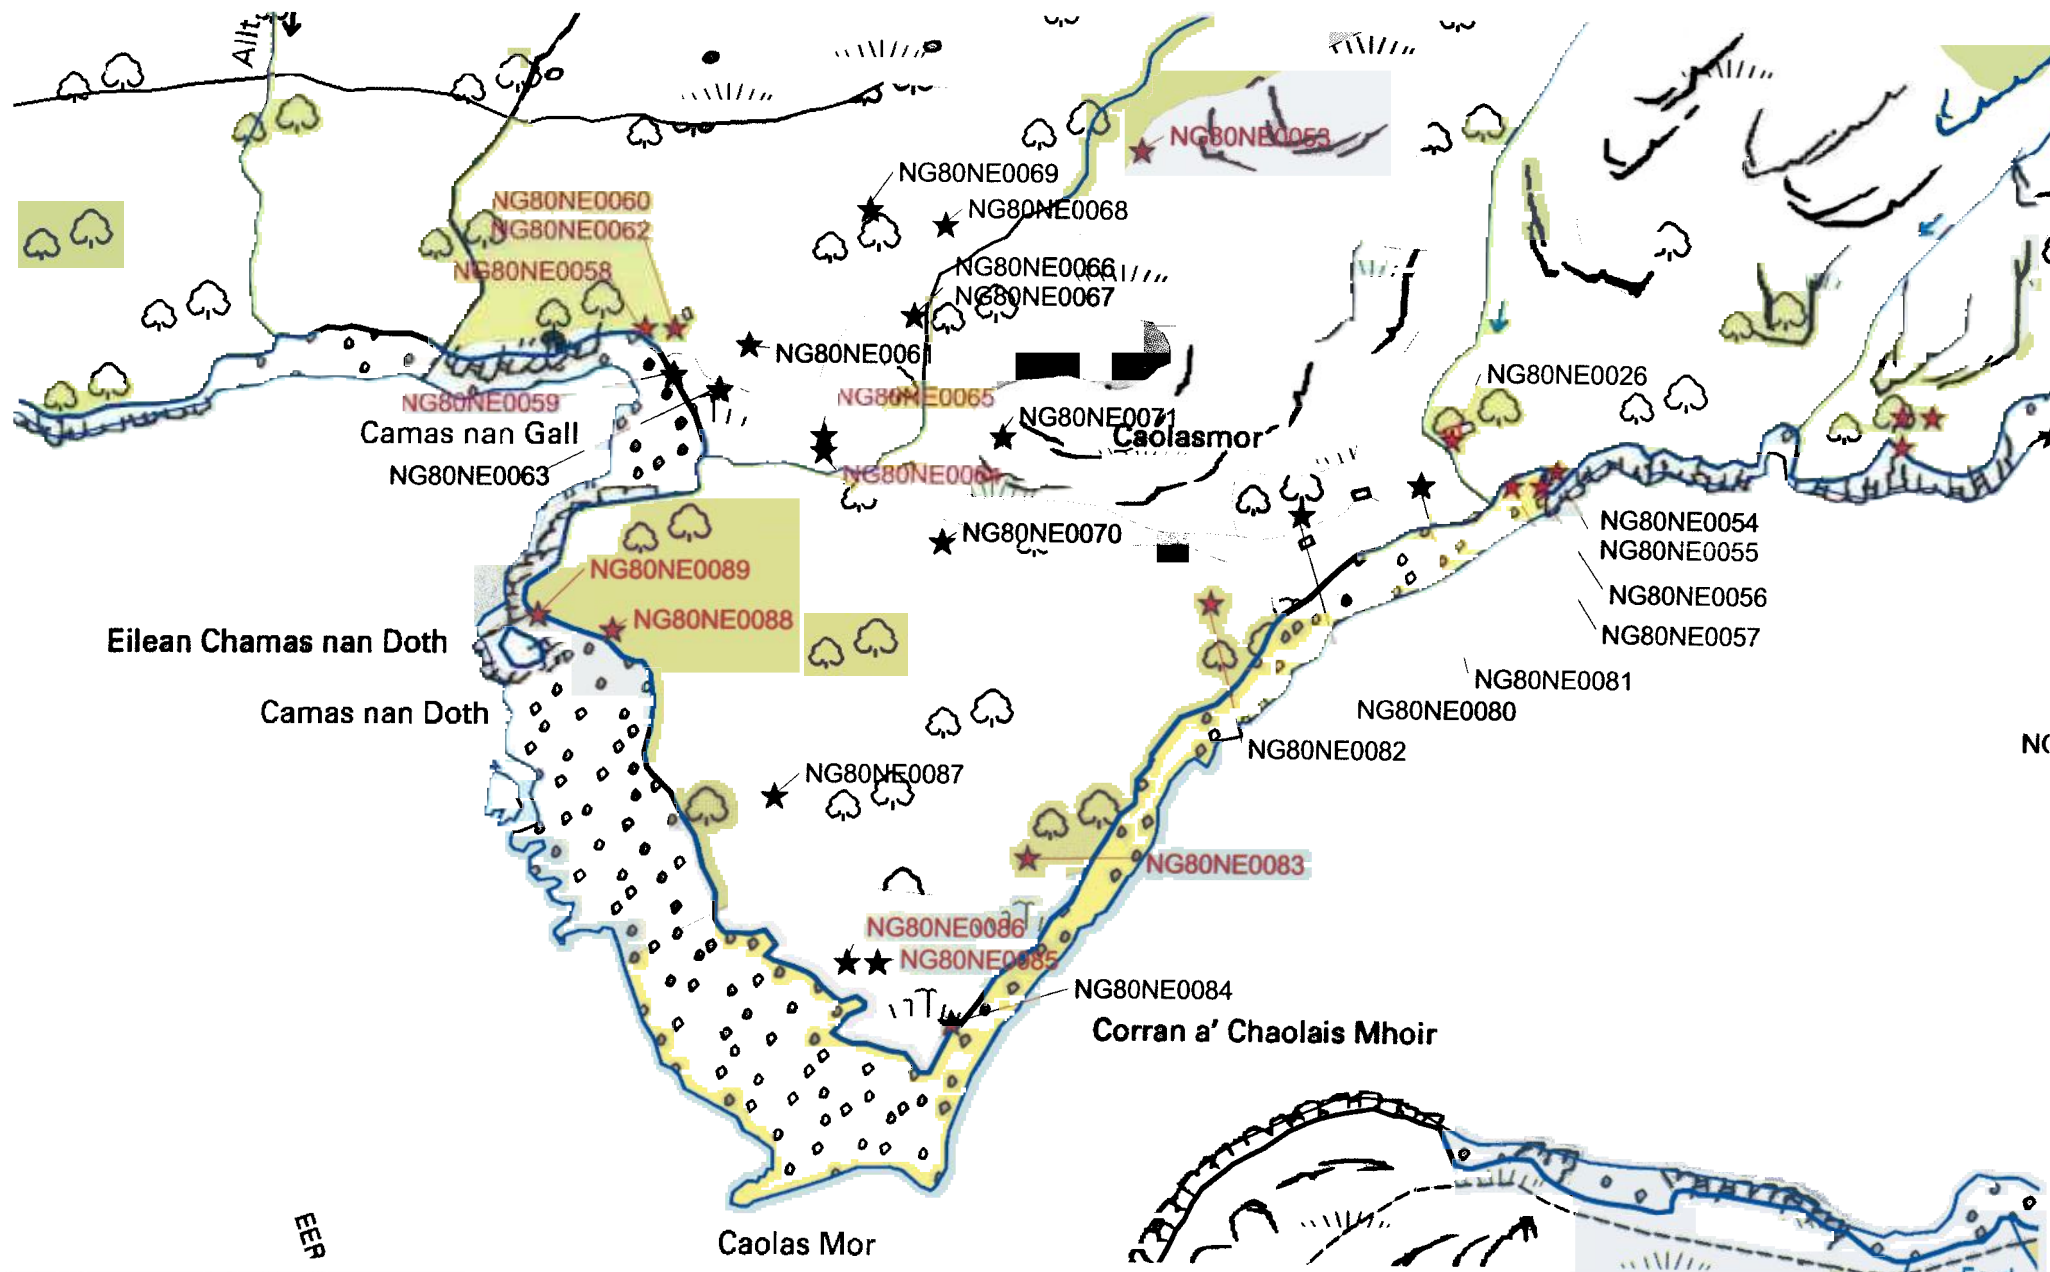 Allt
NG80NE0053
NG80NE0069
NG80NE0060
NG80NE0068
NG80NE0062
NG80NE0066
NG80NE0058
NG80NE0067
NG80NE0061
NG80NE0026
NG80NE0065
NG80NE0059
NG80NE0071
Camas nan Gall
Caolasmor
NG80NE0063
NG80NE0064
NG80NE0054
NG80NE0070
NG80NE0055
NG80NE0089
NG80NE0056
NG80NE0088
NG80NE0057
Eilean Chamas nan Doth
NG80NE0081
Camas nan Doth
NG80NE0080
NG80NE0082
NG80NE0087
NG80NE0083
NG80NE0086
NG80NE0085
NG80NE0084
Corran a' Chaolais Mhoir
Caolas Mor
EER